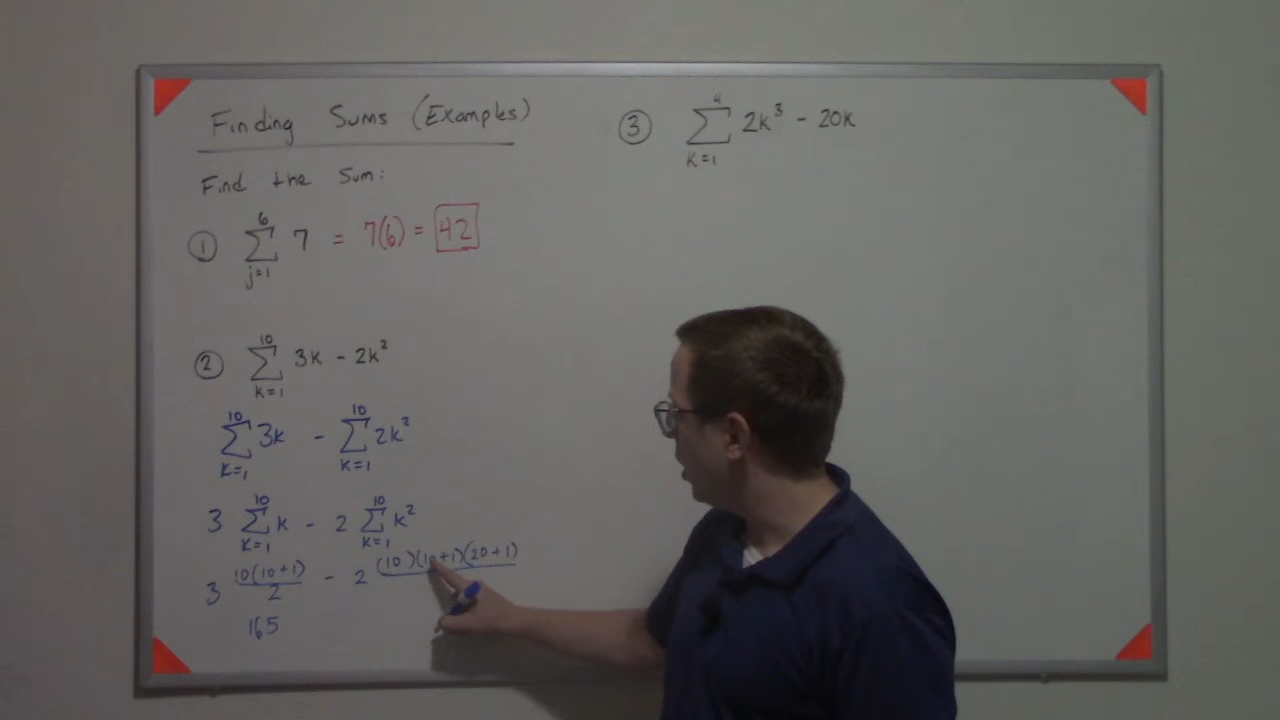 Finding Sums (Examples)
Find the Sum:
① 6 ∑ j=1 7 = 7(6) = 42
② 10 ∑ k=1 3k - 2k²
10 ∑ k=1 3k - 10 ∑ k=1 2k²
3 10 ∑ k=1 k - 2 10 ∑ k=1 k²
3 10(10+1)/2 - 2 (10)(10+1)(20+1)
165
③ 4 ∑ k=1 2k³ - 20k